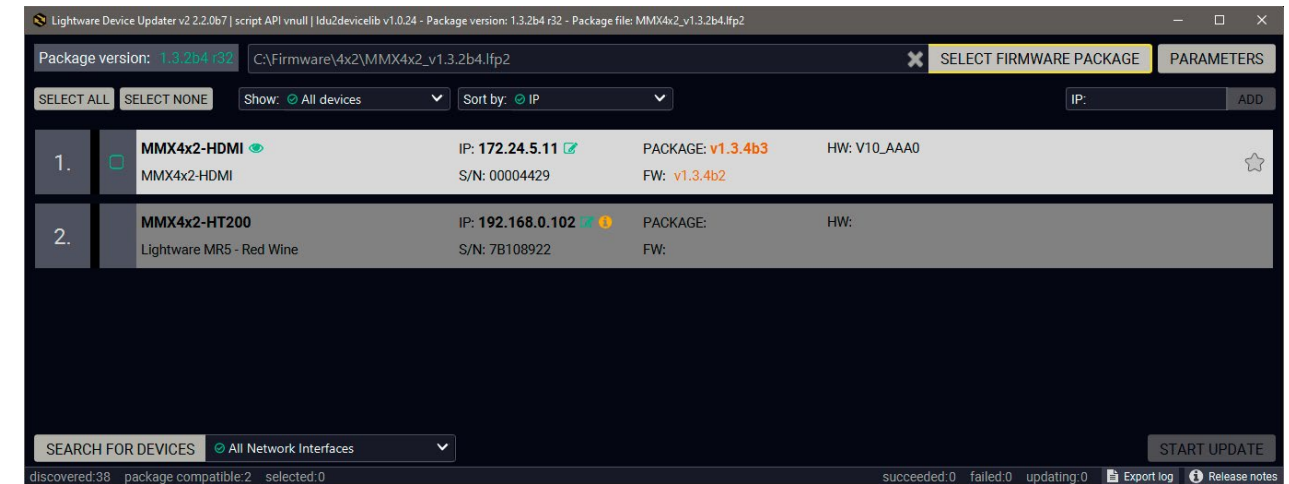 Lightware Device Updater v2 2.2.0b7 | script API vnull | ldu2devicelib v1.0.24 - Package version: 1.3.2b4 r32 - Package file: MMX4x2_v1.3.2b4.lfp2
Package version: 1.3.2b4 r32 C:\Firmware\4x2\MMX4x2_v1.3.2b4.lfp2 SELECT FIRMWARE PACKAGE PARAMETERS
SELECT ALL SELECT NONE Show: All devices Sort by: IP IP: ADD
1. MMX4x2-HDMI IP: 172.24.5.11 PACKAGE: v1.3.4b3 HW: V10_AAA0
MMX4x2-HDMI S/N: 00004429 FW: v1.3.4b2
2. MMX4x2-HT200 IP: 192.168.0.102 PACKAGE: HW:
Lightware MR5 - Red Wine S/N: 7B108922 FW:
SEARCH FOR DEVICES All Network Interfaces START UPDATE
discovered:38 package compatible:2 selected:0 succeeded:0 failed:0 updating:0 Export log Release notes